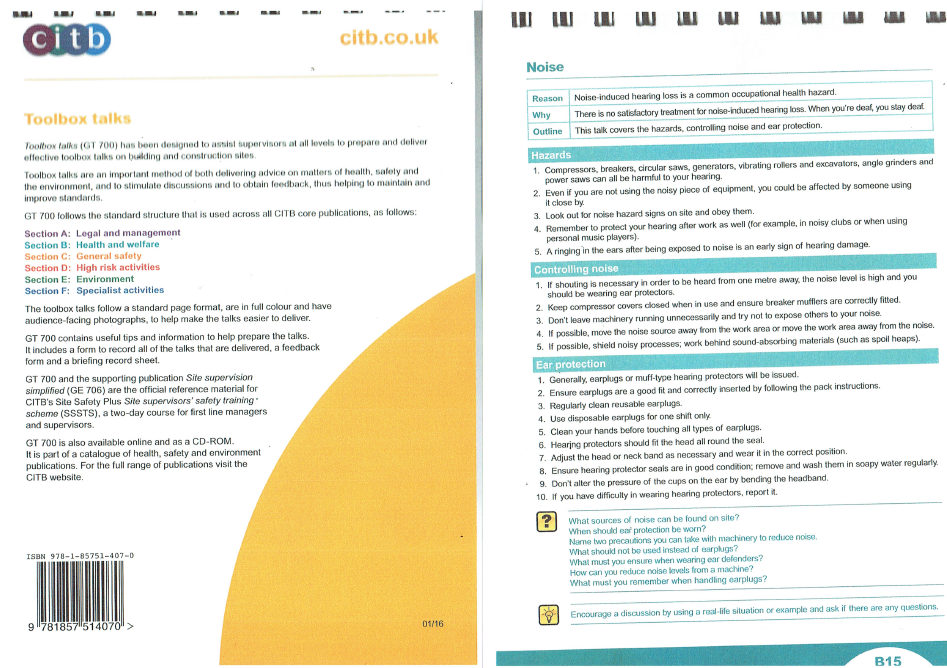 citb
citb.co.uk
Toolbox talks
Toolbox talks (GT 700) has been designed to assist supervisors at all levels to prepare and deliver
effective toolbox talks on building and construction sites.
Toolbox talks are an important method of both delivering advice on matters of health, safety and
the environment, and to stimulate discussions and to obtain feedback, thus helping to maintain and
improve standards.
GT 700 follows the standard structure that is used across all CITB core publications, as follows:
Section A: Legal and management
Section B: Health and welfare
Section C: General safety
Section D: High risk activities
Section E: Environment
Section F: Specialist activities
The toolbox talks follow a standard page format, are in full colour and have
audience-facing photographs, to help make the talks easier to deliver.
GT 700 contains useful tips and information to help prepare the talks.
It includes a form to record all of the talks that are delivered, a feedback
form and a briefing record sheet.
GT 700 and the supporting publication Site supervision
simplified (GE 706) are the official reference material for
CITB's Site Safety Plus Site supervisors' safety training
scheme (SSSTS), a two-day course for first line managers
and supervisors.
GT 700 is also available online and as a CD-ROM.
It is part of a catalogue of health, safety and environment
publications. For the full range of publications visit the
CITB website.
ISBN 978-1-85751-407-0
9 781857 514070 >
01/16
Noise
Reason Noise-induced hearing loss is a common occupational health hazard.
Why There is no satisfactory treatment for noise-induced hearing loss. When you're deaf, you stay deaf.
Outline This talk covers the hazards, controlling noise and ear protection.
Hazards
1. Compressors, breakers, circular saws, generators, vibrating rollers and excavators, angle grinders and
power saws can all be harmful to your hearing.
2. Even if you are not using the noisy piece of equipment, you could be affected by someone using
it close by.
3. Look out for noise hazard signs on site and obey them.
4. Remember to protect your hearing after work as well (for example, in noisy clubs or when using
personal music players).
5. A ringing in the ears after being exposed to noise is an early sign of hearing damage.
Controlling noise
1. If shouting is necessary in order to be heard from one metre away, the noise level is high and you
should be wearing ear protectors.
2. Keep compressor covers closed when in use and ensure breaker mufflers are correctly fitted.
3. Don't leave machinery running unnecessarily and try not to expose others to your noise.
4. If possible, move the noise source away from the work area or move the work area away from the noise.
5. If possible, shield noisy processes; work behind sound-absorbing materials (such as spoil heaps).
Ear protection
1. Generally, earplugs or muff-type hearing protectors will be issued.
2. Ensure earplugs are a good fit and correctly inserted by following the pack instructions.
3. Regularly clean reusable earplugs.
4. Use disposable earplugs for one shift only.
5. Clean your hands before touching all types of earplugs.
6. Hearing protectors should fit the head all round the seal.
7. Adjust the head or neck band as necessary and wear it in the correct position.
8. Ensure hearing protector seals are in good condition; remove and wash them in soapy water regularly.
9. Don't alter the pressure of the cups on the ear by bending the headband.
10. If you have difficulty in wearing hearing protectors, report it.
?
What sources of noise can be found on site?
When should ear protection be worn?
Name two precautions you can take with machinery to reduce noise.
What should not be used instead of earplugs?
What must you ensure when wearing ear defenders?
How can you reduce noise levels from a machine?
What must you remember when handling earplugs?
Encourage a discussion by using a real-life situation or example and ask if there are any questions.
B15